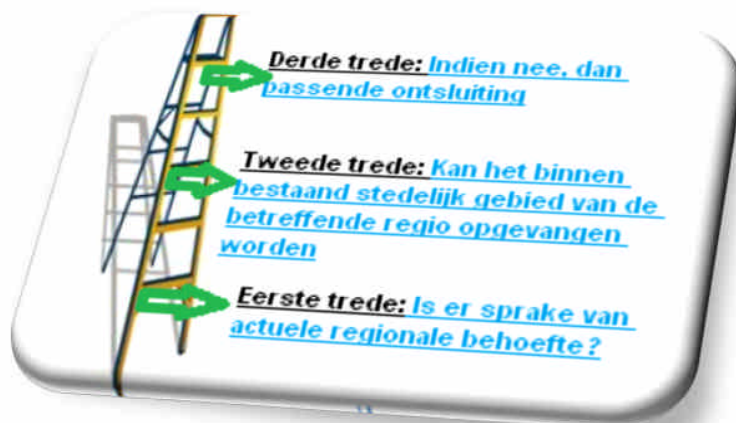 Derde trede: Indien nee, dan
passende ontsluiting
Tweede trede: Kan het binnen
bestaand stedelijk gebied van de
betreffende regio opgevangen
worden
Eerste trede: Is er sprake van
actuele regionale behoefte?